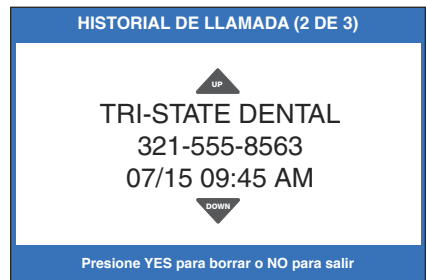 HISTORIAL DE LLAMADA (2 DE 3)
UP
TRI-STATE DENTAL
321-555-8563
07/15 09:45 AM
DOWN
Presione YES para borrar o NO para salir